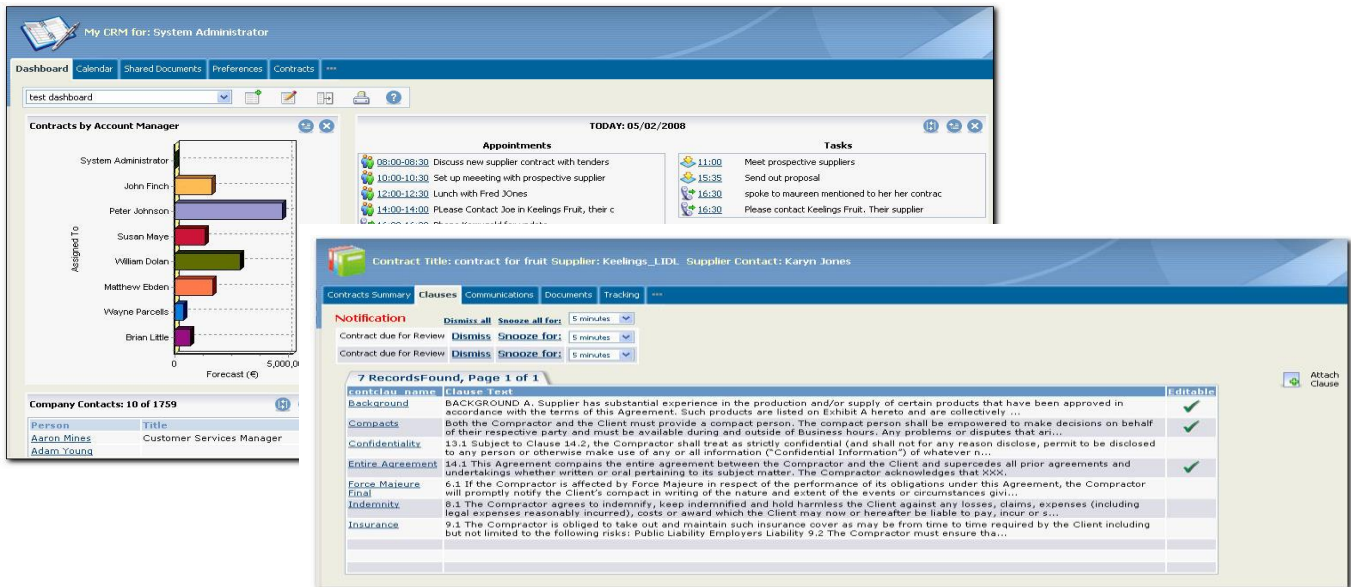 My CRM for: System Administrator
Dashboard Calendar Shared Documents Preferences Contracts
test dashboard
Contracts by Account Manager
System Administrator
John Finch
Peter Johnson
Susan Maye
William Dolan
Matthew Ebden
Wayne Parcells
Brian Little
Assigned To
0 5,000,0
Forecast (€)
Company Contacts: 10 of 1759
Person Title
Aaron Mines Customer Services Manager
Adam Young
TODAY: 05/02/2008
Appointments
08:00-08:30 Discuss new supplier contract with tenders
10:00-10:30 Set up meeeting with prospective supplier
12:00-12:30 Lunch with Fred JOnes
14:00-14:00 PLease Contact Joe in Keelings Fruit, their c
Tasks
11:00 Meet prospective suppliers
15:35 Send out proposal
16:30 spoke to maureen mentioned to her her contrac
16:30 Please contact Keelings Fruit. Their supplier
Contract Title: contract for fruit Supplier: Keelings_LIDL Supplier Contact: Karyn Jones
Contracts Summary Clauses Communications Documents Tracking
Notification Dismiss all Snooze all for: 5 minutes
Contract due for Review Dismiss Snooze for: 5 minutes
Contract due for Review Dismiss Snooze for: 5 minutes
7 RecordsFound, Page 1 of 1
Attach
Clause
contclau_name Clause Text Editable
Background BACKGROUND A. Supplier has substantial experience in the production and/or supply of certain products that have been approved in
accordance with the terms of this Agreement. Such products are listed on Exhibit A hereto and are collectively ...
Compacts Both the Compractor and the Client must provide a compact person. The compact person shall be empowered to make decisions on behalf
of their respective party and must be available during and outside of Business hours. Any problems or disputes that ari...
Confidentiality 13.1 Subject to Clause 14.2, the Compractor shall treat as strictly confidential (and shall not for any reason disclose, permit to be disclosed
to any person or otherwise make use of any or all information ("Confidential Information") of whatever n...
Entire Agreement 14.1 This Agreement compains the entire agreement between the Compractor and the Client and supercedes all prior agreements and
undertakings whether written or oral pertaining to its subject matter. The Compractor acknowledges that XXX.
Force Majeure 6.1 If the Compractor is affected by Force Majeure in respect of the performance of its obligations under this Agreement, the Compractor
Final will promptly notify the Client's compact in writing of the nature and extent of the events or circumstances givi...
Indemnity 8.1 The Compractor agrees to indemnify, keep indemnified and hold harmless the Client against any losses, claims, expenses (including
legal expenses reasonably incurred), costs or award which the Client may now or hereafter be liable to pay, incur or s...
Insurance 9.1 The Compractor is obliged to take out and maintain such insurance cover as may be from time to time required by the Client including
but not limited to the following risks: Public Liability Employers Liability 9.2 The Compractor must ensure tha...